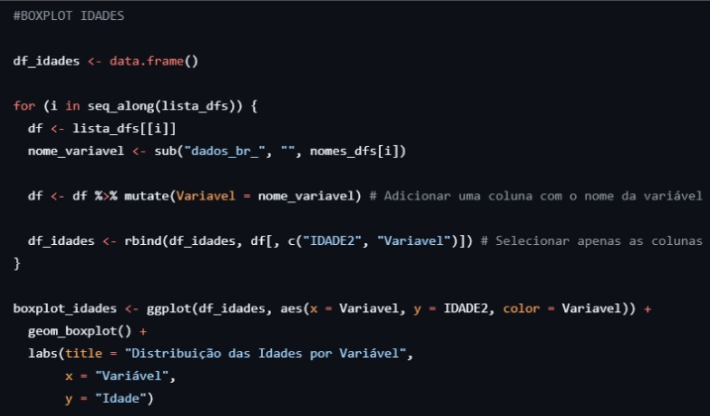 #BOXPLOT IDADES
df_idades <- data.frame()
for (i in seq_along(lista_dfs)) {
df <- lista_dfs[[i]]
nome_variavel <- sub("dados_br_", "", nomes_dfs[i])
df <- df %>% mutate(Variavel = nome_variavel) # Adicionar uma coluna com o nome da variável
df_idades <- rbind(df_idades, df[, c("IDADE2", "Variavel")]) # Selecionar apenas as colunas
}
boxplot_idades <- ggplot(df_idades, aes(x = Variavel, y = IDADE2, color = Variavel)) +
geom_boxplot() +
labs(title = "Distribuição das Idades por Variável",
x = "Variável",
y = "Idade")